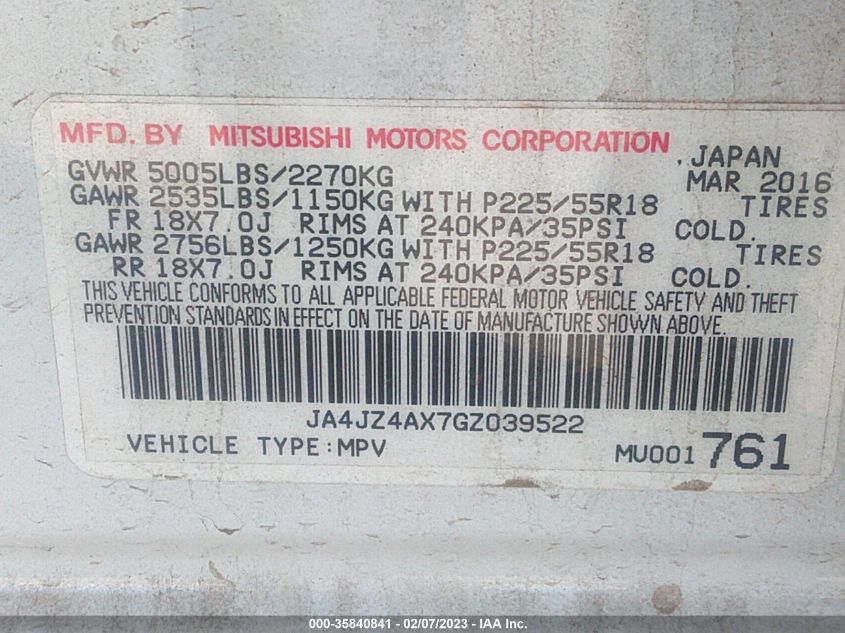 MFD. BY MITSUBISHI MOTORS CORPORATION
, JAPAN
GVWR 5005LBS/2270KG MAR 2016
GAWR 2535LBS/1150KG WITH P225/55R18 TIRES
FR 18X7.0J RIMS AT 240KPA/35PSI COLD.
GAWR 2756LBS/1250KG WITH P225/55R18 TIRES
RR 18X7.0J RIMS AT 240KPA/35PSI COLD.
THIS VEHICLE CONFORMS TO ALL APPLICABLE FEDERAL MOTOR VEHICLE SAFETY AND THEFT
PREVENTION STANDARDS IN EFFECT ON THE DATE OF MANUFACTURE SHOWN ABOVE.
JA4JZ4AX7GZ039522
VEHICLE TYPE:MPV MU001 761
000-35840841 - 02/07/2023 - IAA Inc.